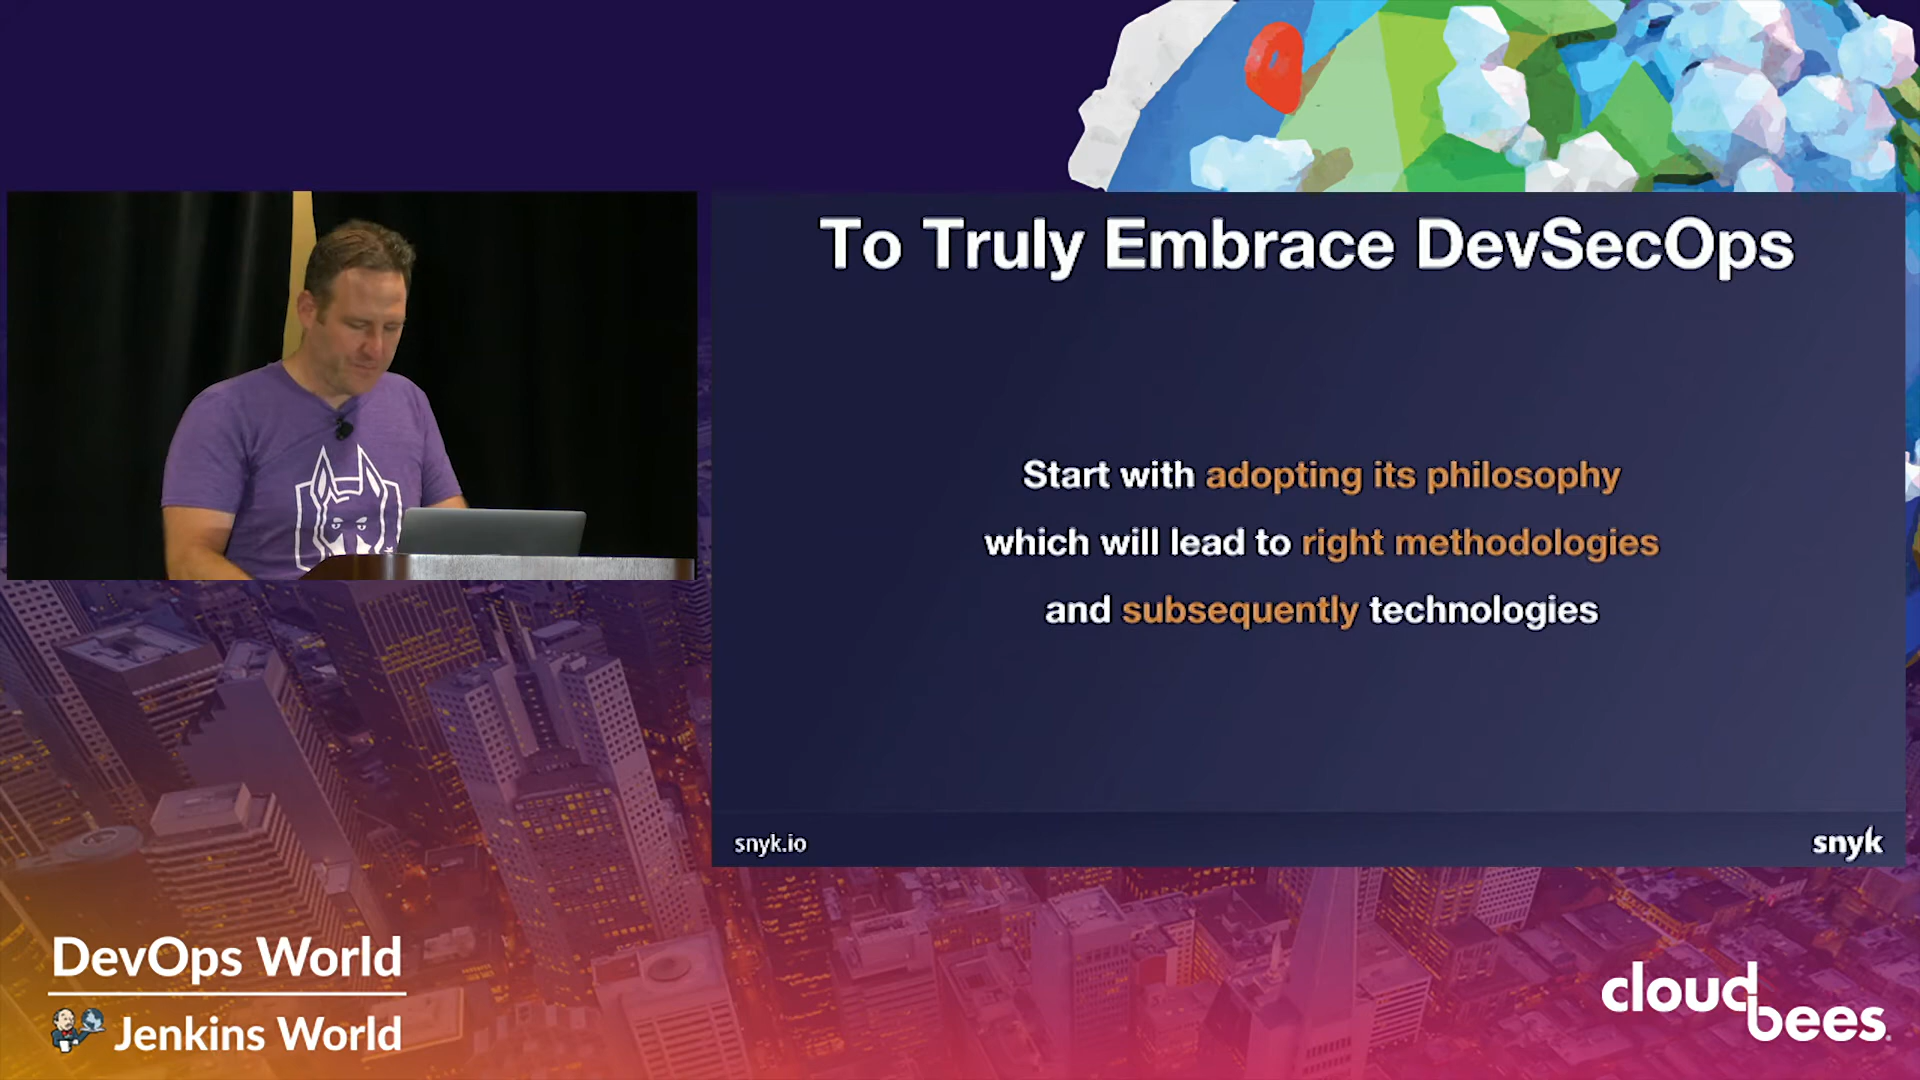 To Truly Embrace DevSecOps
Start with adopting its philosophy
which will lead to right methodologies
and subsequently technologies
snyk.io
snyk
DevOps World
Jenkins World
cloudbees